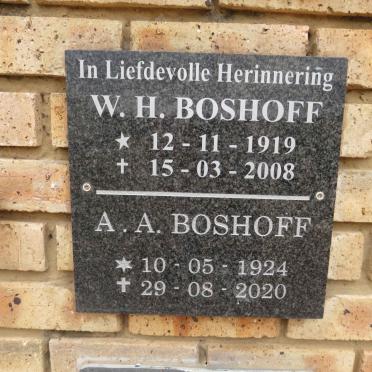 In Liefdevolle Herinnering
W. H. BOSHOFF
★ 12 - 11 - 1919
✝ 15 - 03 - 2008
A . A. BOSHOFF
✡ 10 - 05 - 1924
✝ 29 - 08 - 2020